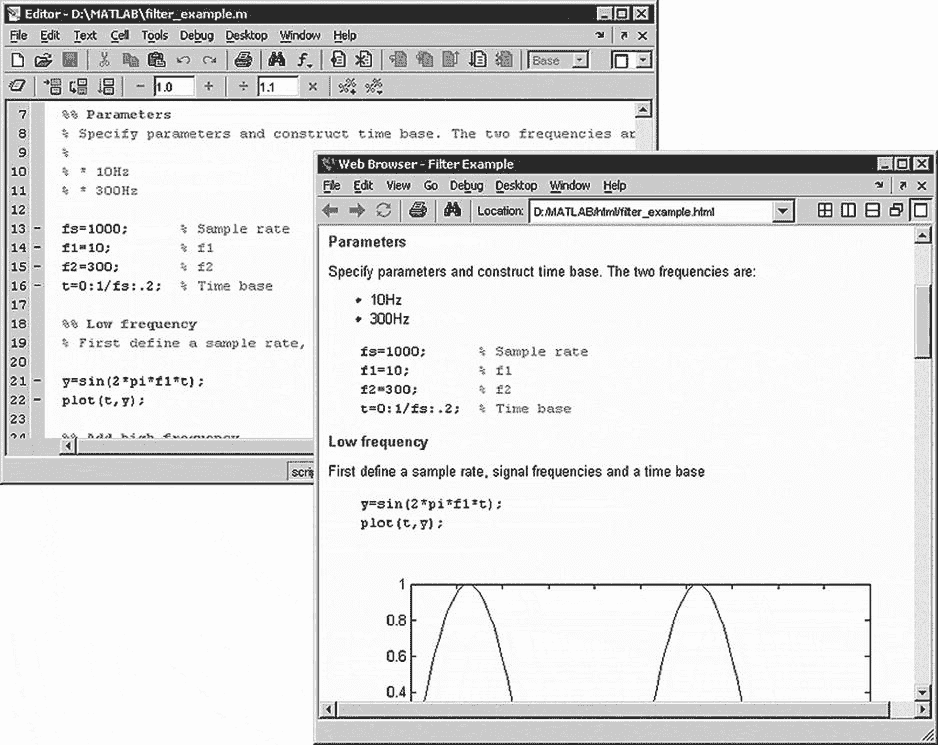 Editor - D:\MATLAB\filter_example.m
File Edit Text Cell Tools Debug Desktop Window Help
Base
- 1.0 + ÷ 1.1 ×
7 %% Parameters
8 % Specify parameters and construct time base. The two frequencies ar
9 %
10 % * 10Hz
11 % * 300Hz
12
13 - fs=1000; % Sample rate
14 - f1=10; % f1
15 - f2=300; % f2
16 - t=0:1/fs:.2; % Time base
17
18 %% Low frequency
19 % First define a sample rate,
20
21 - y=sin(2*pi*f1*t);
22 - plot(t,y);
23
24 %% Add high frequency
scrip
Web Browser - Filter Example
File Edit View Go Debug Desktop Window Help
Location: D:/MATLAB/html/filter_example.html
Parameters
Specify parameters and construct time base. The two frequencies are:
• 10Hz
• 300Hz
fs=1000; % Sample rate
f1=10; % f1
f2=300; % f2
t=0:1/fs:.2; % Time base
Low frequency
First define a sample rate, signal frequencies and a time base
y=sin(2*pi*f1*t);
plot(t,y);
1
0.8
0.6
0.4